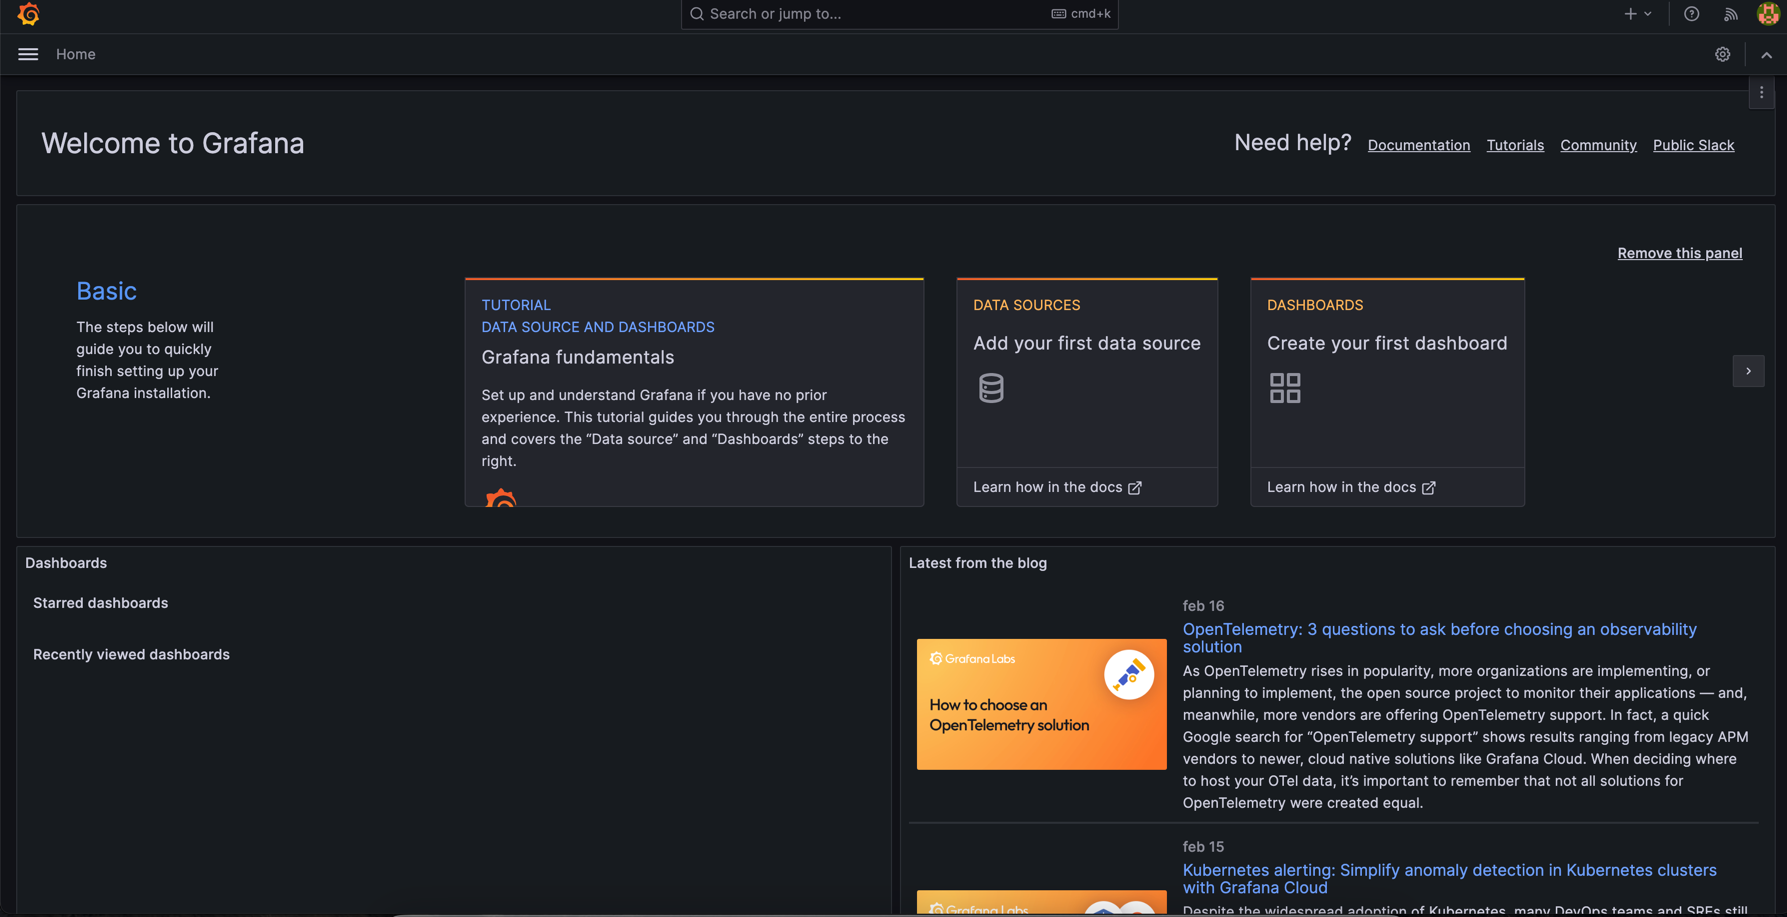 Search or jump to...
cmd+k
Home
Welcome to Grafana
Need help?
Documentation
Tutorials
Community
Public Slack
Remove this panel
Basic
The steps below will
guide you to quickly
finish setting up your
Grafana installation.
TUTORIAL
DATA SOURCE AND DASHBOARDS
Grafana fundamentals
Set up and understand Grafana if you have no prior
experience. This tutorial guides you through the entire process
and covers the “Data source” and “Dashboards” steps to the
right.
DATA SOURCES
Add your first data source
Learn how in the docs
DASHBOARDS
Create your first dashboard
Learn how in the docs
Dashboards
Starred dashboards
Recently viewed dashboards
Latest from the blog
Grafana Labs
How to choose an
OpenTelemetry solution
feb 16
OpenTelemetry: 3 questions to ask before choosing an observability
solution
As OpenTelemetry rises in popularity, more organizations are implementing, or
planning to implement, the open source project to monitor their applications — and,
meanwhile, more vendors are offering OpenTelemetry support. In fact, a quick
Google search for “OpenTelemetry support” shows results ranging from legacy APM
vendors to newer, cloud native solutions like Grafana Cloud. When deciding where
to host your OTel data, it’s important to remember that not all solutions for
OpenTelemetry were created equal.
Grafana Labs
feb 15
Kubernetes alerting: Simplify anomaly detection in Kubernetes clusters
with Grafana Cloud
Despite the widespread adoption of Kubernetes, many DevOps teams and SREs still